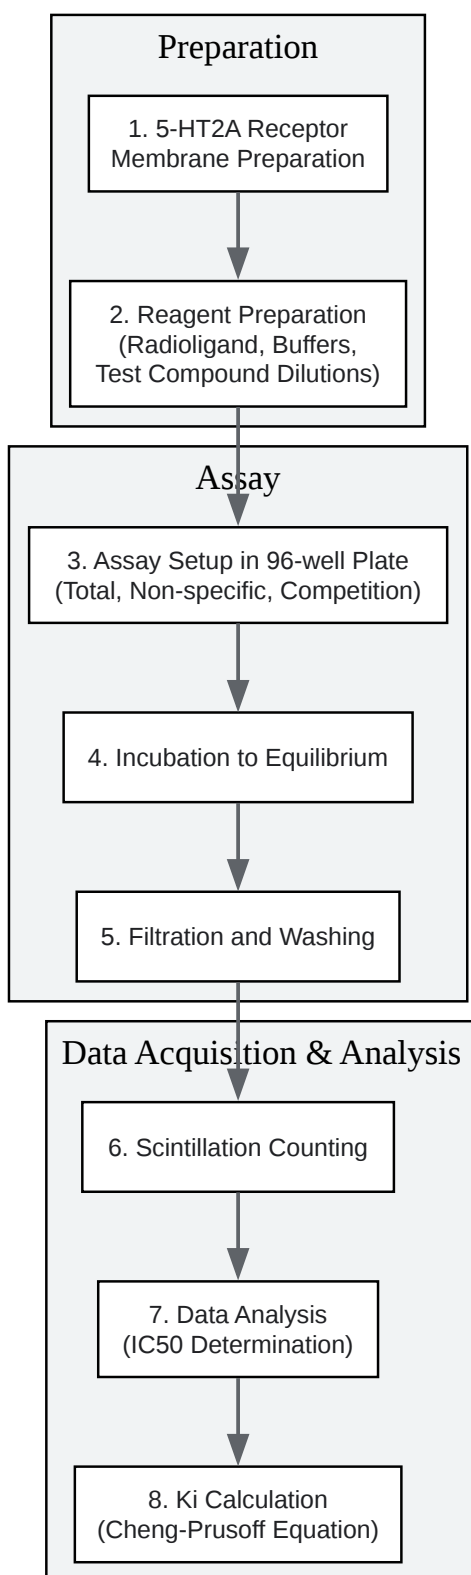 Preparation
1. 5-HT2A Receptor
Membrane Preparation
2. Reagent Preparation
(Radioligand, Buffers,
Test Compound Dilutions)
Assay
3. Assay Setup in 96-well Plate
(Total, Non-specific, Competition)
4. Incubation to Equilibrium
5. Filtration and Washing
Data Acquisition & Analysis
6. Scintillation Counting
7. Data Analysis
(IC50 Determination)
8. Ki Calculation
(Cheng-Prusoff Equation)